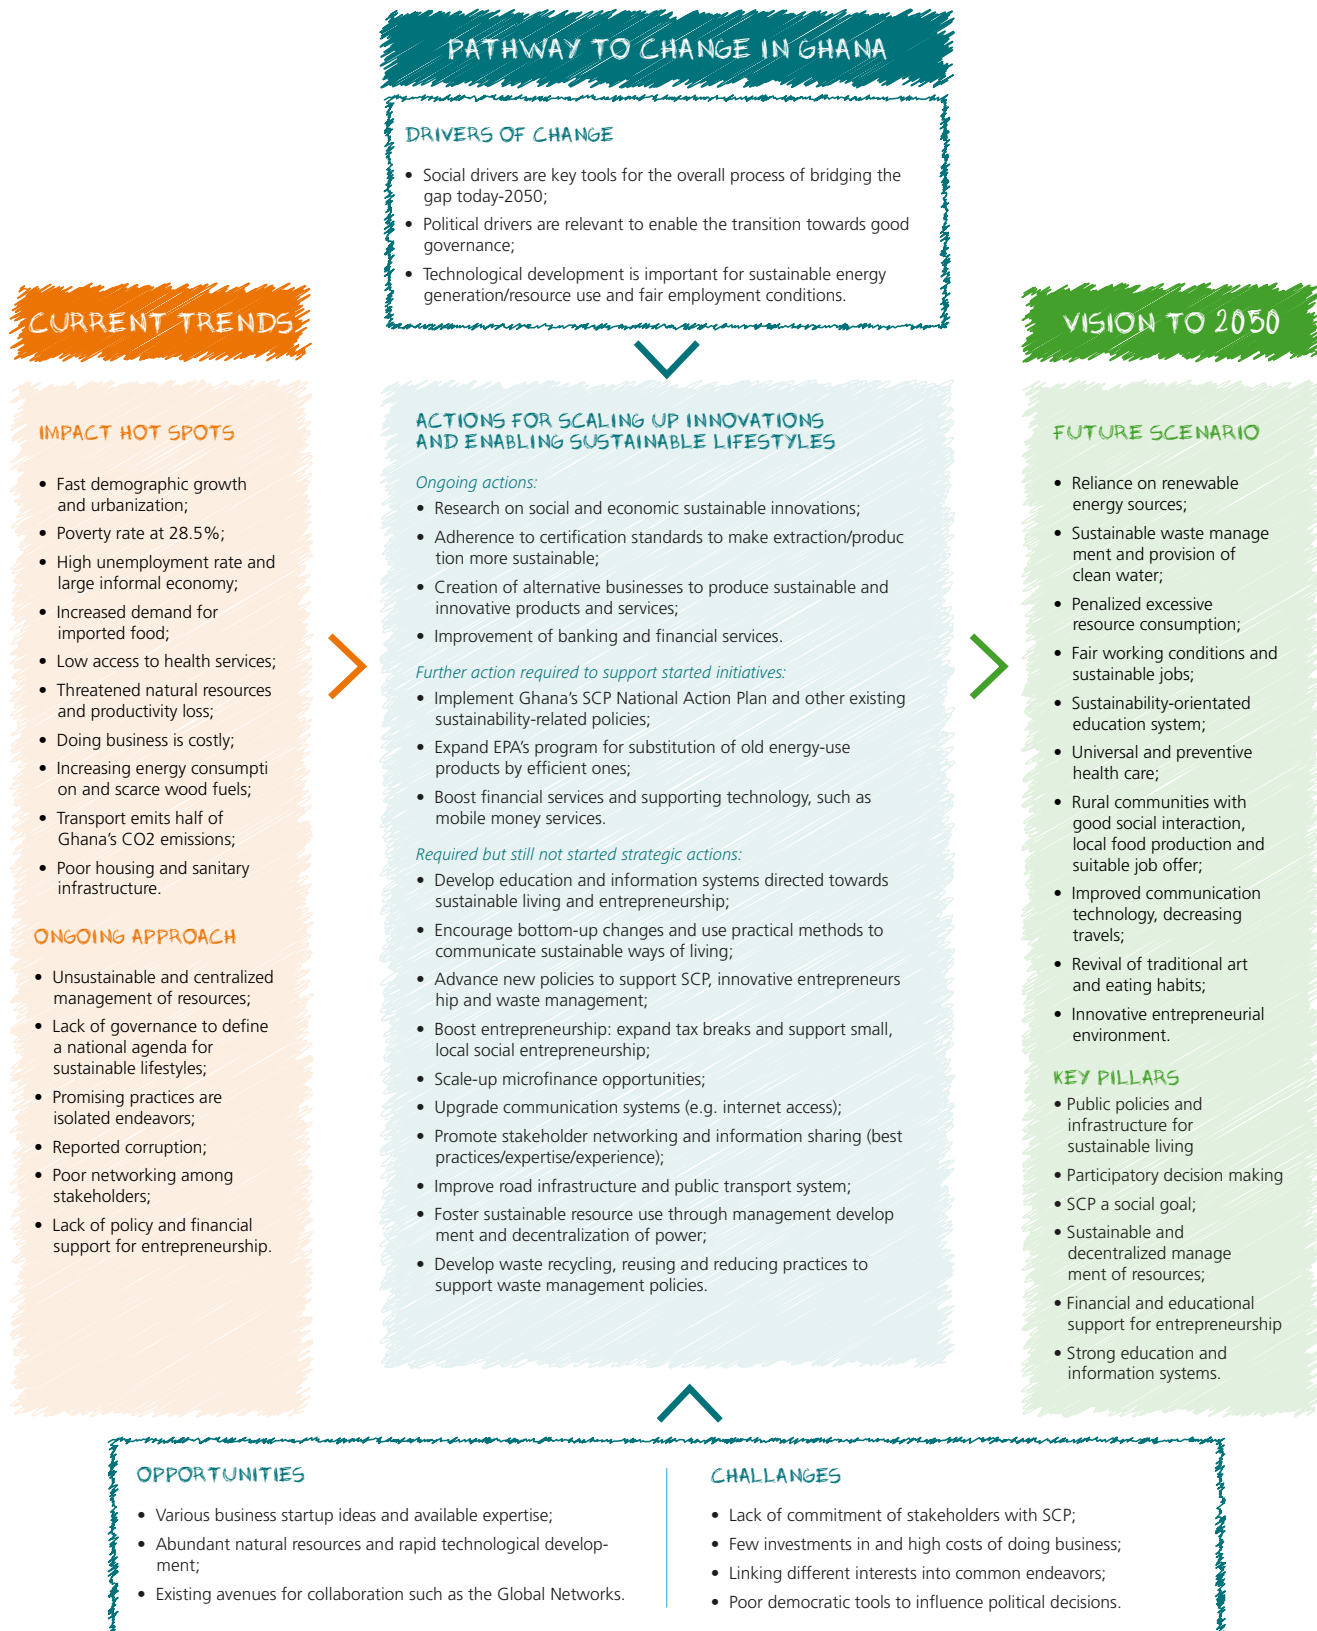 PATHWAY TO CHANGE IN GHANA
DRIVERS OF CHANGE
• Social drivers are key tools for the overall process of bridging the
gap today-2050;
• Political drivers are relevant to enable the transition towards good
governance;
• Technological development is important for sustainable energy
generation/resource use and fair employment conditions.
CURRENT TRENDS
IMPACT HOT SPOTS
• Fast demographic growth
and urbanization;
• Poverty rate at 28.5%;
• High unemployment rate and
large informal economy;
• Increased demand for
imported food;
• Low access to health services;
• Threatened natural resources
and productivity loss;
• Doing business is costly;
• Increasing energy consumpti
on and scarce wood fuels;
• Transport emits half of
Ghana’s CO2 emissions;
• Poor housing and sanitary
infrastructure.
ONGOING APPROACH
• Unsustainable and centralized
management of resources;
• Lack of governance to define
a national agenda for
sustainable lifestyles;
• Promising practices are
isolated endeavors;
• Reported corruption;
• Poor networking among
stakeholders;
• Lack of policy and financial
support for entrepreneurship.
ACTIONS FOR SCALING UP INNOVATIONS
AND ENABLING SUSTAINABLE LIFESTYLES
Ongoing actions:
• Research on social and economic sustainable innovations;
• Adherence to certification standards to make extraction/produc
tion more sustainable;
• Creation of alternative businesses to produce sustainable and
innovative products and services;
• Improvement of banking and financial services.
Further action required to support started initiatives:
• Implement Ghana’s SCP National Action Plan and other existing
sustainability-related policies;
• Expand EPA’s program for substitution of old energy-use
products by efficient ones;
• Boost financial services and supporting technology, such as
mobile money services.
Required but still not started strategic actions:
• Develop education and information systems directed towards
sustainable living and entrepreneurship;
• Encourage bottom-up changes and use practical methods to
communicate sustainable ways of living;
• Advance new policies to support SCP, innovative entrepreneurs
hip and waste management;
• Boost entrepreneurship: expand tax breaks and support small,
local social entrepreneurship;
• Scale-up microfinance opportunities;
• Upgrade communication systems (e.g. internet access);
• Promote stakeholder networking and information sharing (best
practices/expertise/experience);
• Improve road infrastructure and public transport system;
• Foster sustainable resource use through management develop
ment and decentralization of power;
• Develop waste recycling, reusing and reducing practices to
support waste management policies.
VISION TO 2050
FUTURE SCENARIO
• Reliance on renewable
energy sources;
• Sustainable waste manage
ment and provision of
clean water;
• Penalized excessive
resource consumption;
• Fair working conditions and
sustainable jobs;
• Sustainability-orientated
education system;
• Universal and preventive
health care;
• Rural communities with
good social interaction,
local food production and
suitable job offer;
• Improved communication
technology, decreasing
travels;
• Revival of traditional art
and eating habits;
• Innovative entrepreneurial
environment.
KEY PILLARS
• Public policies and
infrastructure for
sustainable living
• Participatory decision making
• SCP a social goal;
• Sustainable and
decentralized manage
ment of resources;
• Financial and educational
support for entrepreneurship
• Strong education and
information systems.
OPPORTUNITIES
• Various business startup ideas and available expertise;
• Abundant natural resources and rapid technological develop-
ment;
• Existing avenues for collaboration such as the Global Networks.
CHALLANGES
• Lack of commitment of stakeholders with SCP;
• Few investments in and high costs of doing business;
• Linking different interests into common endeavors;
• Poor democratic tools to influence political decisions.